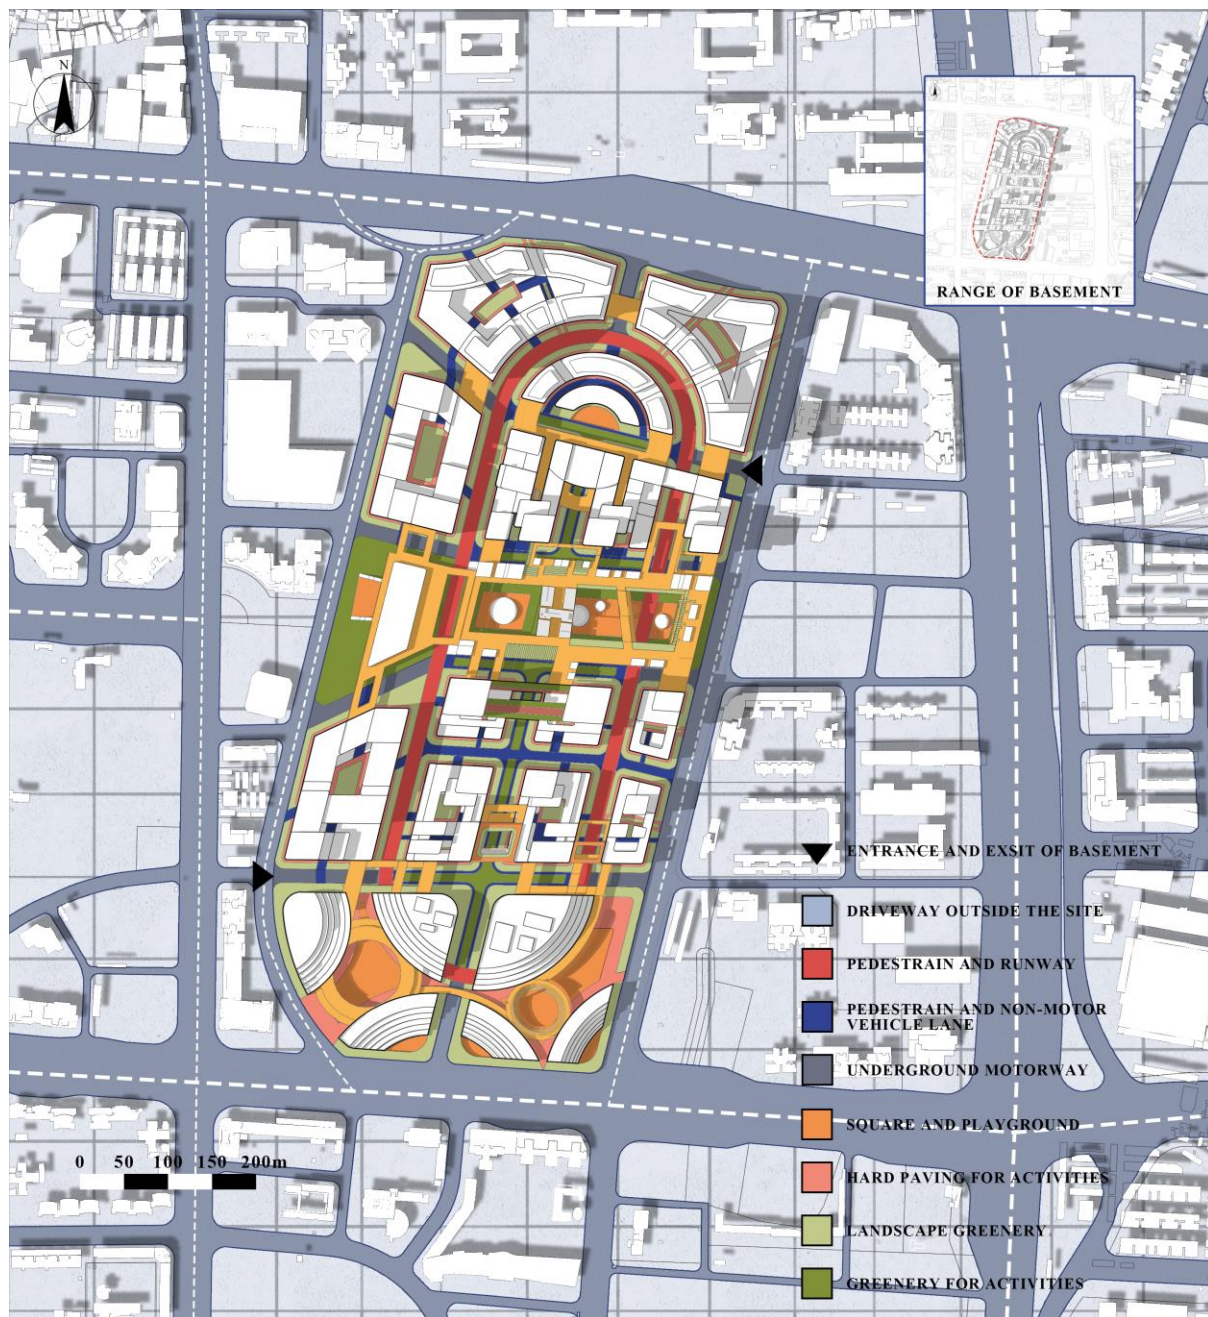 N
RANGE OF BASEMENT
ENTRANCE AND EXSIT OF BASEMENT
DRIVEWAY OUTSIDE THE SITE
PEDESTRAIN AND RUNWAY
PEDESTRAIN AND NON-MOTOR
VEHICLE LANE
UNDERGROUND MOTORWAY
SQUARE AND PLAYGROUND
HARD PAVING FOR ACTIVITIES
LANDSCAPE GREENERY
GREENERY FOR ACTIVITIES
0 50 100 150 200m